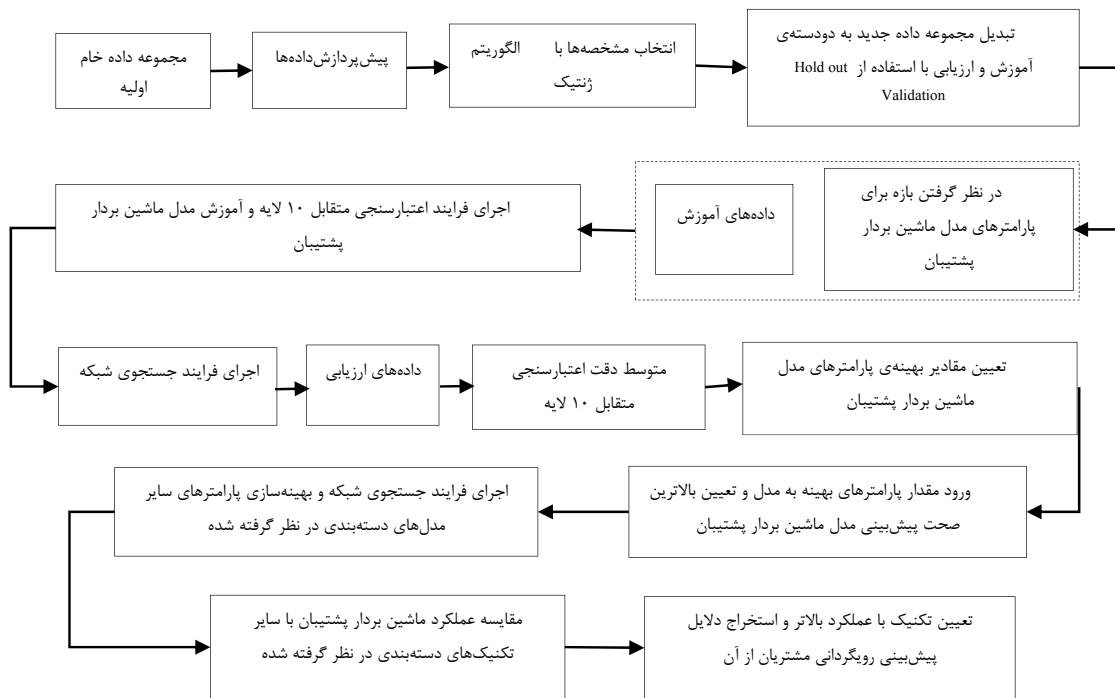 مجموعه داده خام
اولیه
پیش‌پردازش‌داده‌ها
انتخاب مشخصه‌ها با الگوریتم
ژنتیک
تبدیل مجموعه داده جدید به دودسته‌ی
آموزش و ارزیابی با استفاده از Hold out
Validation
در نظر گرفتن بازه برای
پارامترهای مدل ماشین بردار
پشتیبان
داده‌های آموزش
اجرای فرایند اعتبارسنجی متقابل ۱۰ لایه و آموزش مدل ماشین بردار
پشتیبان
اجرای فرایند جستجوی شبکه
داده‌های ارزیابی
متوسط دقت اعتبارسنجی
متقابل ۱۰ لایه
تعیین مقادیر بهینه‌ی پارامترهای مدل
ماشین بردار پشتیبان
ورود مقدار پارامترهای بهینه به مدل و تعیین بالاترین
صحت پیش‌بینی مدل ماشین بردار پشتیبان
اجرای فرایند جستجوی شبکه و بهینه‌سازی پارامترهای سایر
مدل‌های دسته‌بندی در نظر گرفته شده
مقایسه عملکرد ماشین بردار پشتیبان با سایر
تکنیک‌های دسته‌بندی در نظر گرفته شده
تعیین تکنیک با عملکرد بالاتر و استخراج دلایل
پیش‌بینی رویگردانی مشتریان از آن